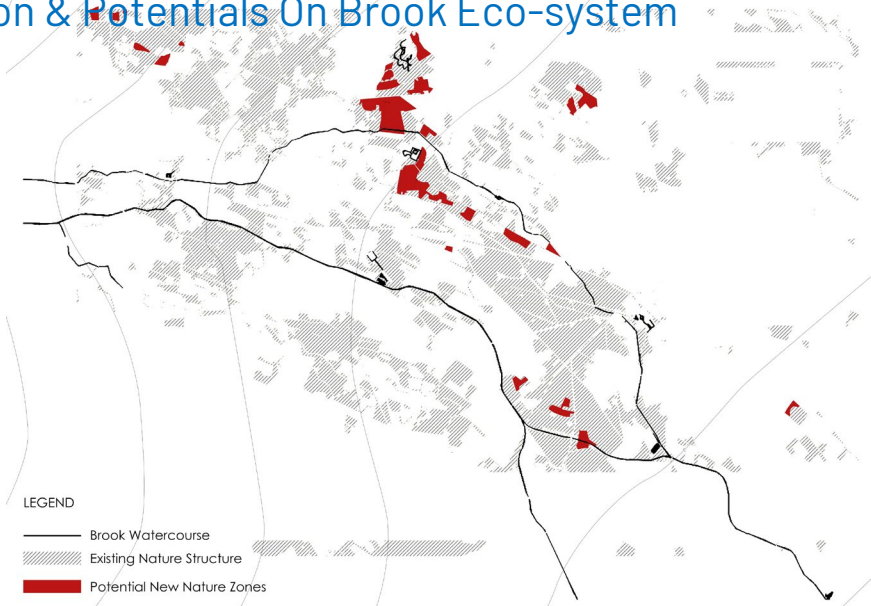 on & Potentials On Brook Eco-system
LEGEND
Brook Watercourse
Existing Nature Structure
Potential New Nature Zones